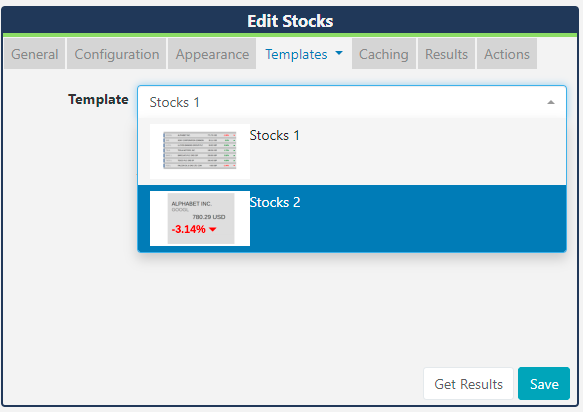 Edit Stocks
General Configuration Appearance Templates Caching Results Actions
Template Stocks 1
Stocks 1
ALPHABET INC.
GOOGL
780.29 USD
-3.14%
Stocks 2
Get Results Save